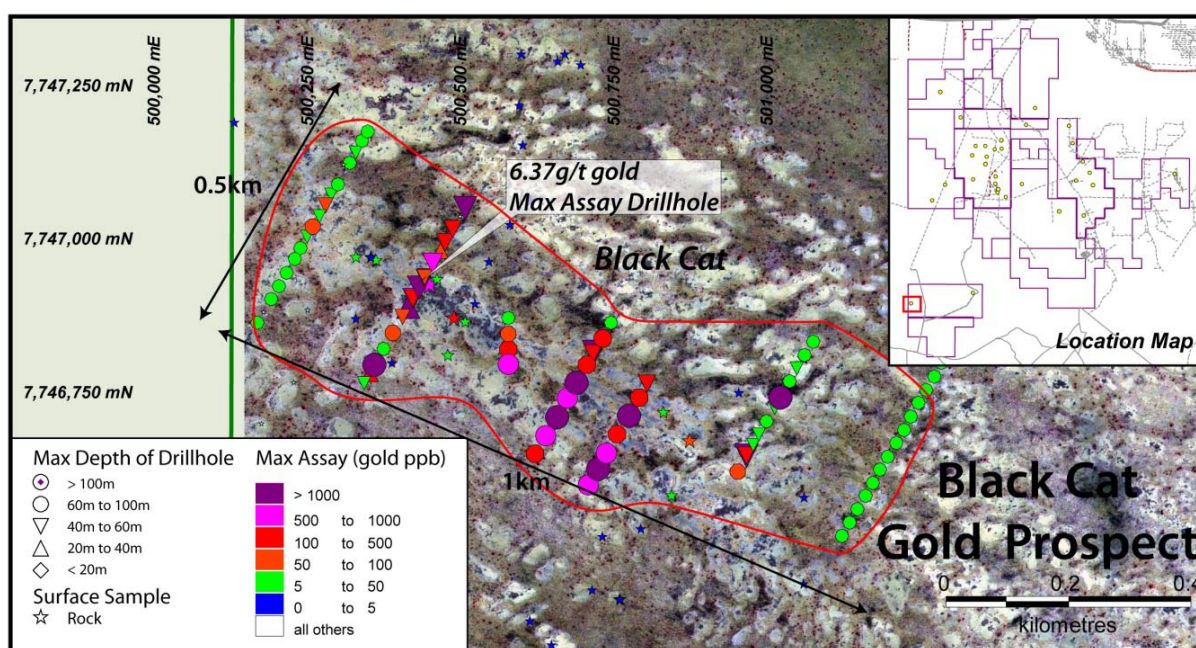 500,000 mE
500,250 mE
500,500 mE
500,750 mE
501,000 mE
7,747,250 mN
7,747,000 mN
7,746,750 mN
0.5km
6.37g/t gold
Max Assay Drillhole
Black Cat
1km
Location Map
Black Cat
Gold Prospect
0 0.2 0.4
kilometres
Max Depth of Drillhole
> 100m
60m to 100m
40m to 60m
20m to 40m
< 20m
Surface Sample
Rock
Max Assay (gold ppb)
> 1000
500 to 1000
100 to 500
50 to 100
5 to 50
0 to 5
all others